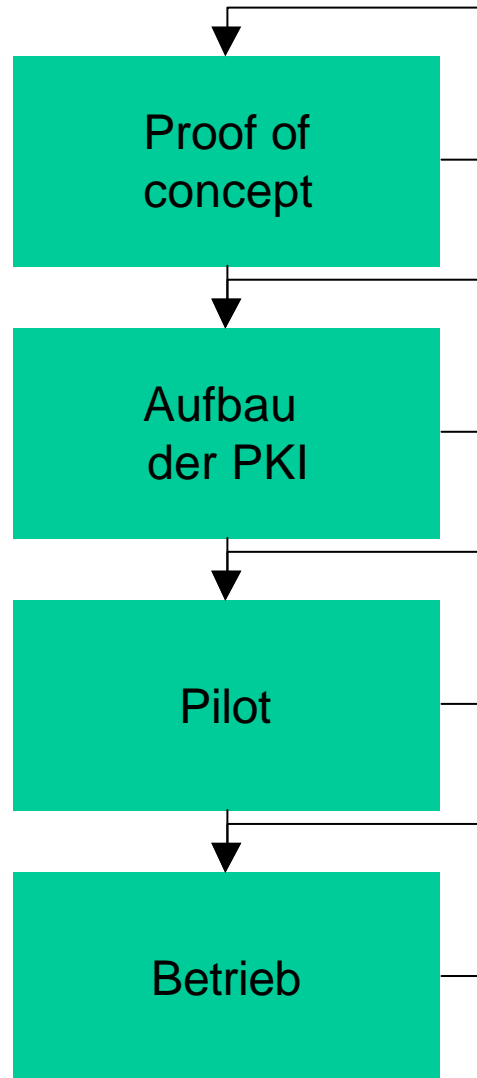 Proof of
concept
Aufbau
der PKI
Pilot
Betrieb